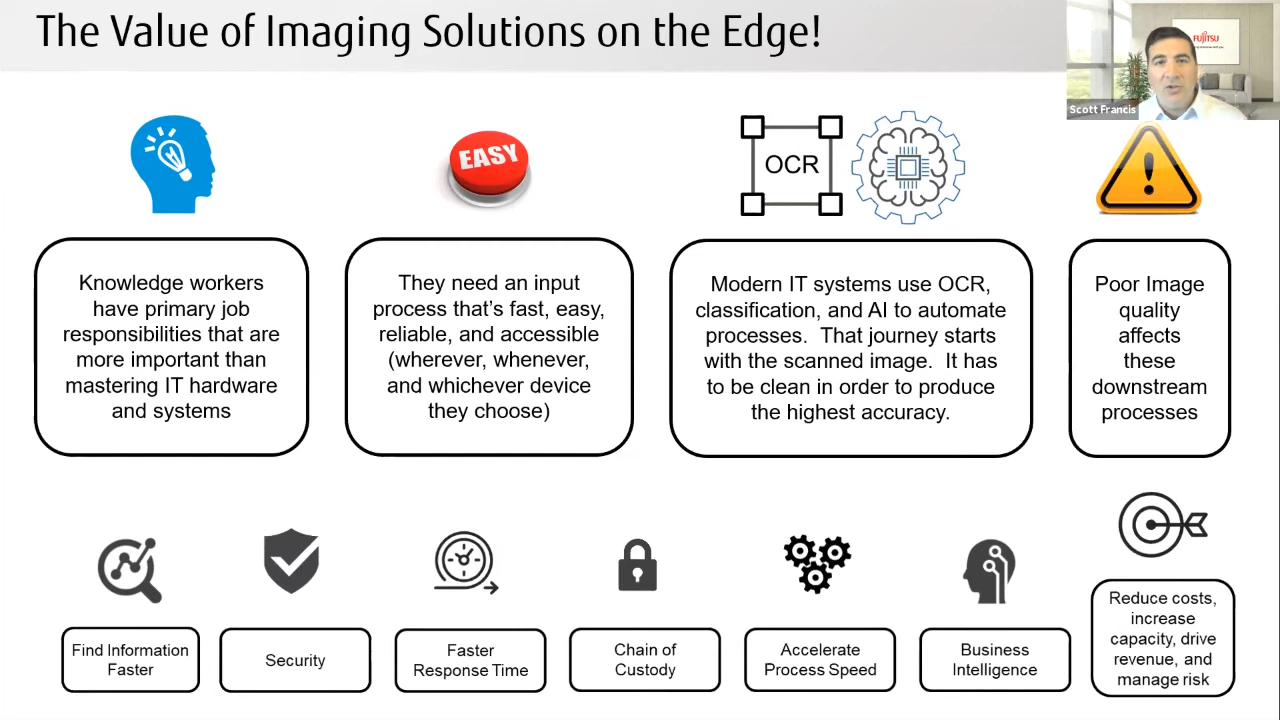 The Value of Imaging Solutions on the Edge!
FUJITSU
Scott Francis
EASY
OCR
Knowledge workers
have primary job
responsibilities that are
more important than
mastering IT hardware
and systems
They need an input
process that's fast, easy,
reliable, and accessible
(wherever, whenever,
and whichever device
they choose)
Modern IT systems use OCR,
classification, and AI to automate
processes.  That journey starts
with the scanned image.  It has
to be clean in order to produce
the highest accuracy.
Poor Image
quality
affects
these
downstream
processes
Find Information
Faster
Security
Faster
Response Time
Chain of
Custody
Accelerate
Process Speed
Business
Intelligence
Reduce costs,
increase
capacity, drive
revenue, and
manage risk